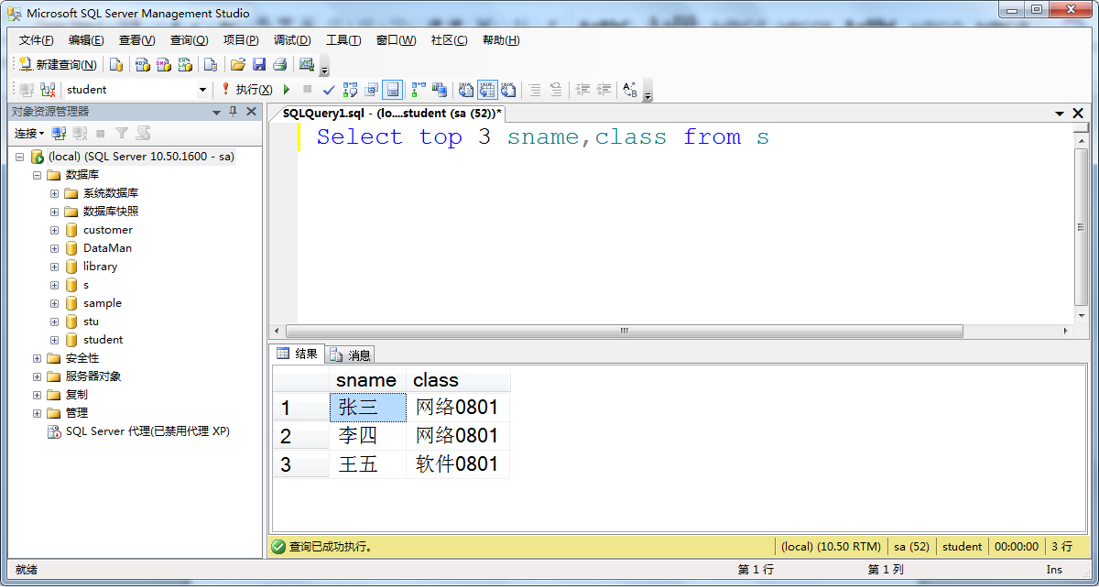 Microsoft SQL Server Management Studio
文件(F) 编辑(E) 查看(V) 查询(Q) 项目(P) 调试(D) 工具(T) 窗口(W) 社区(C) 帮助(H)
新建查询(N)
student 执行(X)
对象资源管理器
连接
(local) (SQL Server 10.50.1600 - sa)
数据库
系统数据库
数据库快照
customer
DataMan
library
s
sample
stu
student
安全性
服务器对象
复制
管理
SQL Server 代理(已禁用代理 XP)
SQLQuery1.sql - (lo....student (sa (52))*
Select top 3 sname,class from s
结果 消息
sname class
1 张三 网络0801
2 李四 网络0801
3 王五 软件0801
查询已成功执行。 (local) (10.50 RTM) sa (52) student 00:00:00 3 行
就绪 第 1 行 第 1 列 Ins